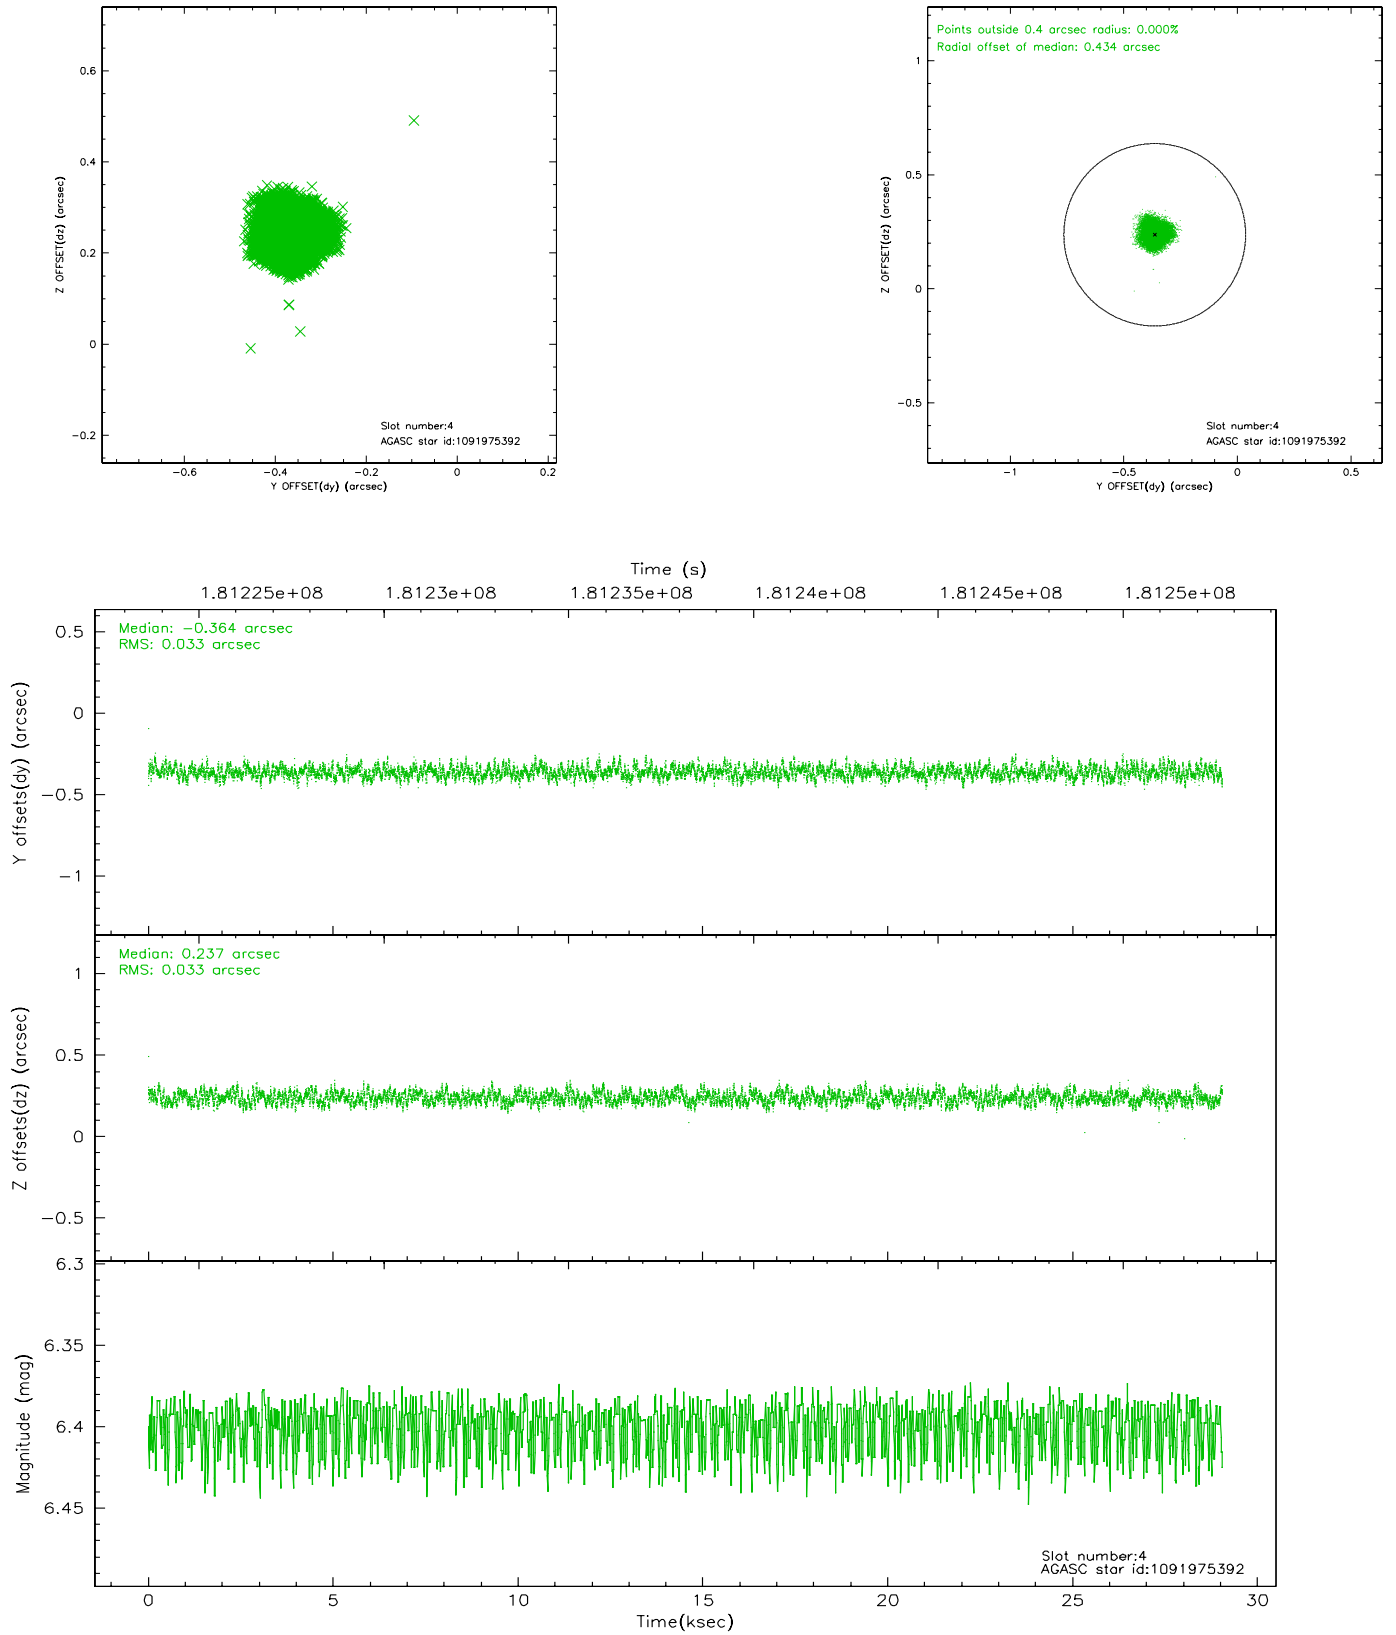 Points outside 0.4 arcsec radius: 0.000%
Radial offset of median: 0.434 arcsec
0.6
0.4
0.2
0
−0.2
Z OFFSET(dz) (arcsec)
Slot number:4
AGASC star id:1091975392
−0.6
−0.4
−0.2
0
0.2
Y OFFSET(dy) (arcsec)
1
0.5
0
−0.5
Z OFFSET(dz) (arcsec)
Slot number:4
AGASC star id:1091975392
−1
−0.5
0
0.5
Y OFFSET(dy) (arcsec)
Time (s)
1.81225e+08
1.8123e+08
1.81235e+08
1.8124e+08
1.81245e+08
1.8125e+08
Median: −0.364 arcsec
RMS: 0.033 arcsec
0.5
0
−0.5
−1
Y offsets(dy) (arcsec)
Median: 0.237 arcsec
RMS: 0.033 arcsec
1
0.5
0
−0.5
Z offsets(dz) (arcsec)
6.3
6.35
6.4
6.45
Magnitude (mag)
Slot number:4
AGASC star id:1091975392
0
5
10
15
20
25
30
Time(ksec)